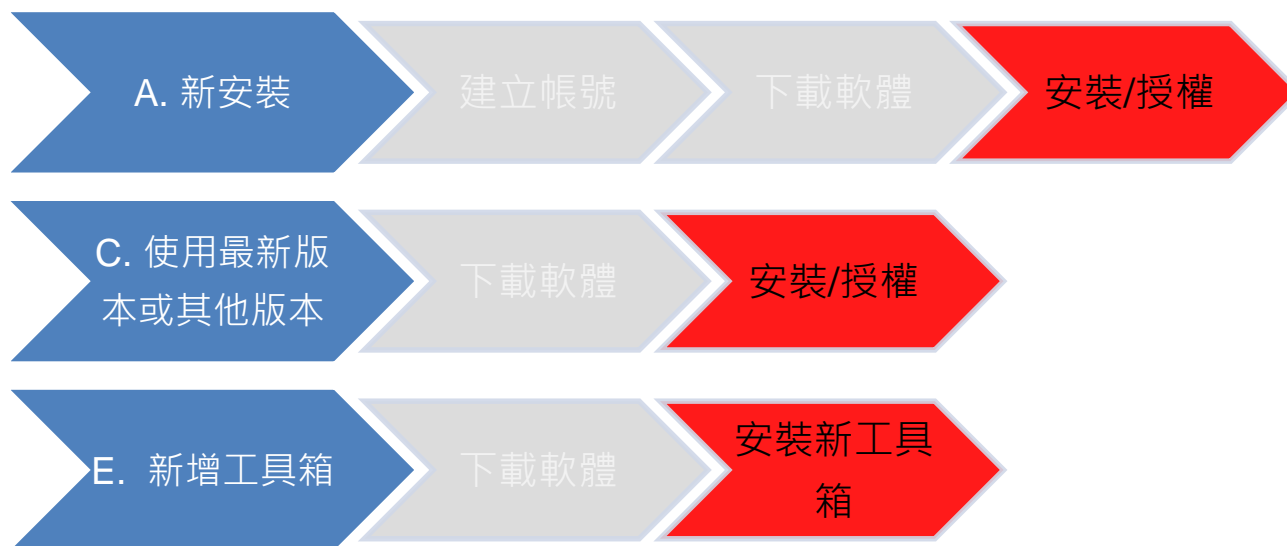 A. 新安裝
建立帳號
下載軟體
安裝/授權
C. 使用最新版
本或其他版本
下載軟體
安裝/授權
E. 新增工具箱
下載軟體
安裝新工具
箱